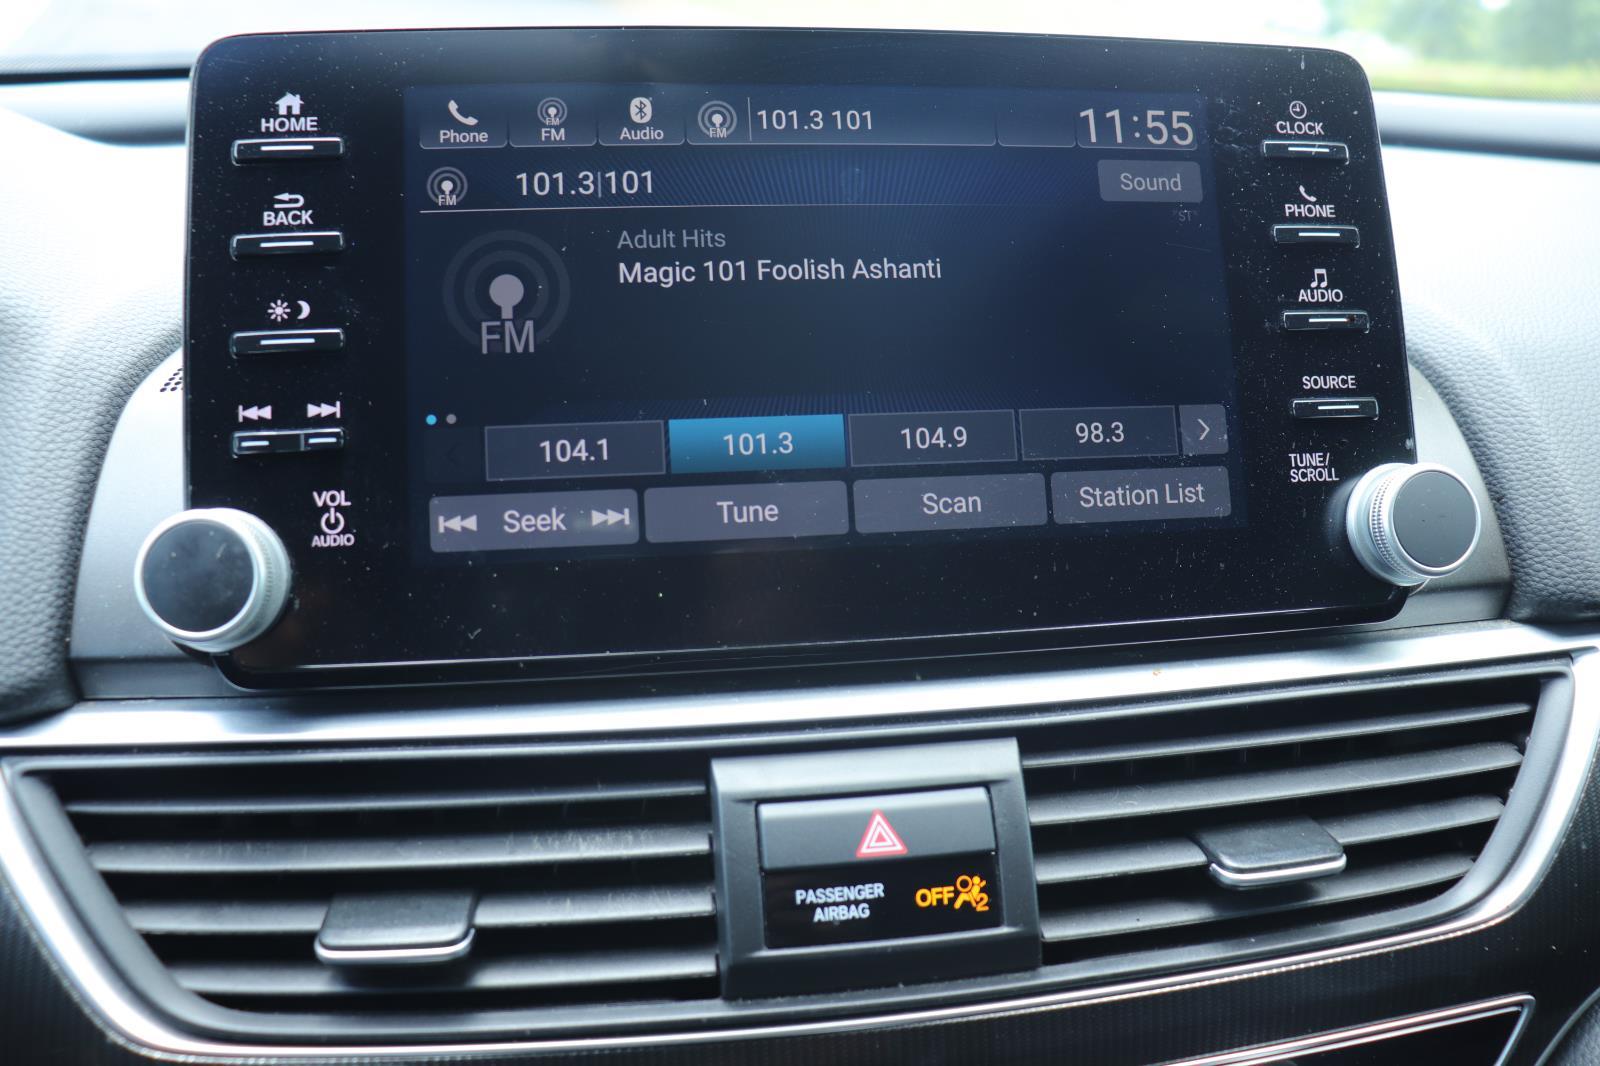 HOME
BACK
VOL
AUDIO
Phone
FM
Audio
FM
101.3 101
11:55
FM
101.3|101
Sound
ST
FM
Adult Hits
Magic 101 Foolish Ashanti
104.1
101.3
104.9
98.3
Seek
Tune
Scan
Station List
CLOCK
PHONE
AUDIO
SOURCE
TUNE/
SCROLL
PASSENGER
AIRBAG
OFF 2